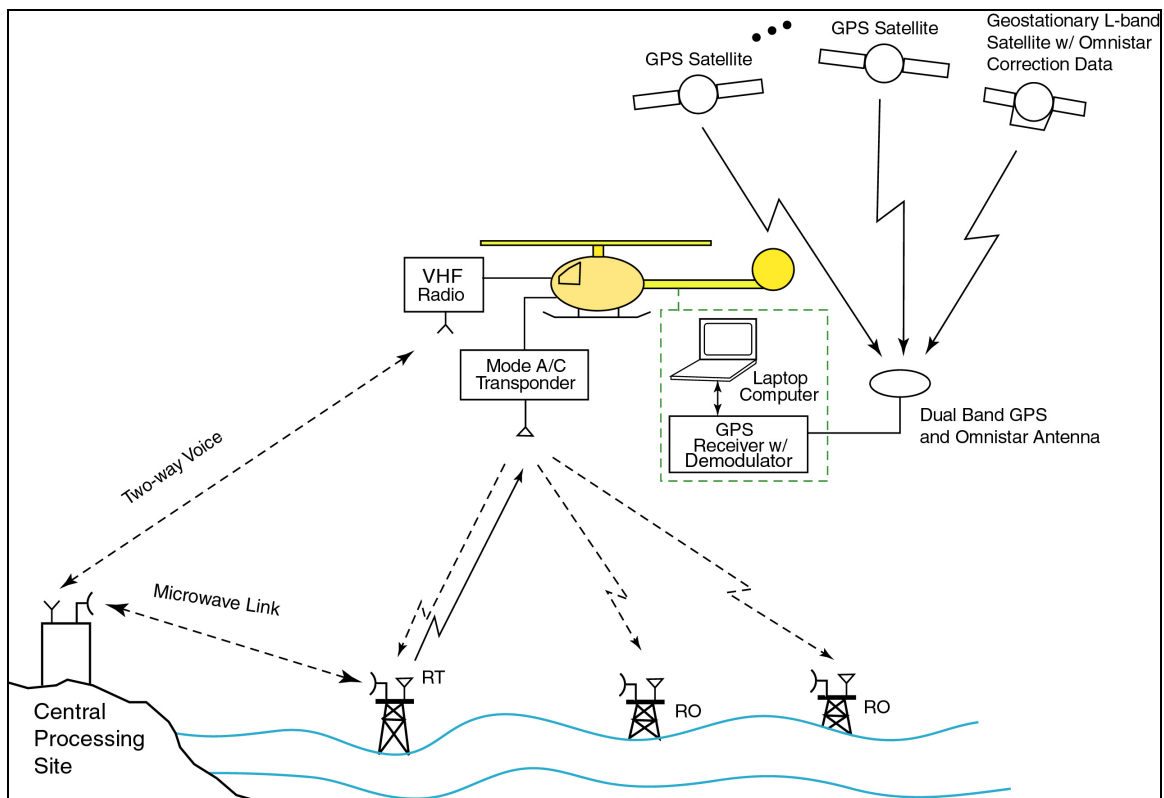 GPS Satellite
GPS Satellite
Geostationary L-band
Satellite w/ Omnistar
Correction Data
VHF
Radio
Mode A/C
Transponder
Laptop
Computer
GPS
Receiver w/
Demodulator
Dual Band GPS
and Omnistar Antenna
Two-way Voice
Microwave Link
RT
RO
RO
Central
Processing
Site